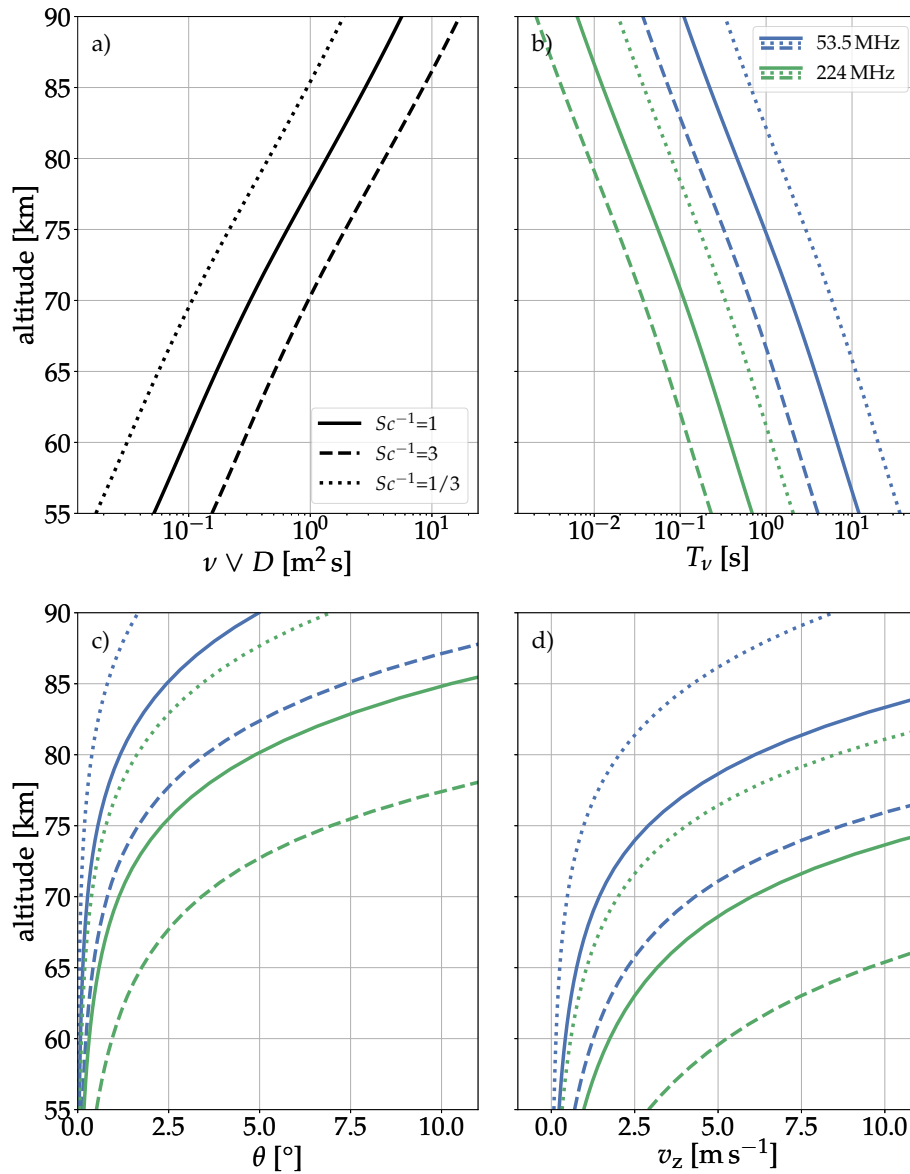 90
85
80
75
70
65
60
55
altitude [km]
a)
Sc⁻¹=1
Sc⁻¹=3
Sc⁻¹=1/3
10⁻¹ 10⁰ 10¹
ν ∨ D [m² s]
b)
53.5 MHz
224 MHz
10⁻² 10⁻¹ 10⁰ 10¹
T_ν [s]
90
85
80
75
70
65
60
55
altitude [km]
c)
0.0 2.5 5.0 7.5 10.0
θ [°]
d)
0.0 2.5 5.0 7.5 10.0
v_z [m s⁻¹]